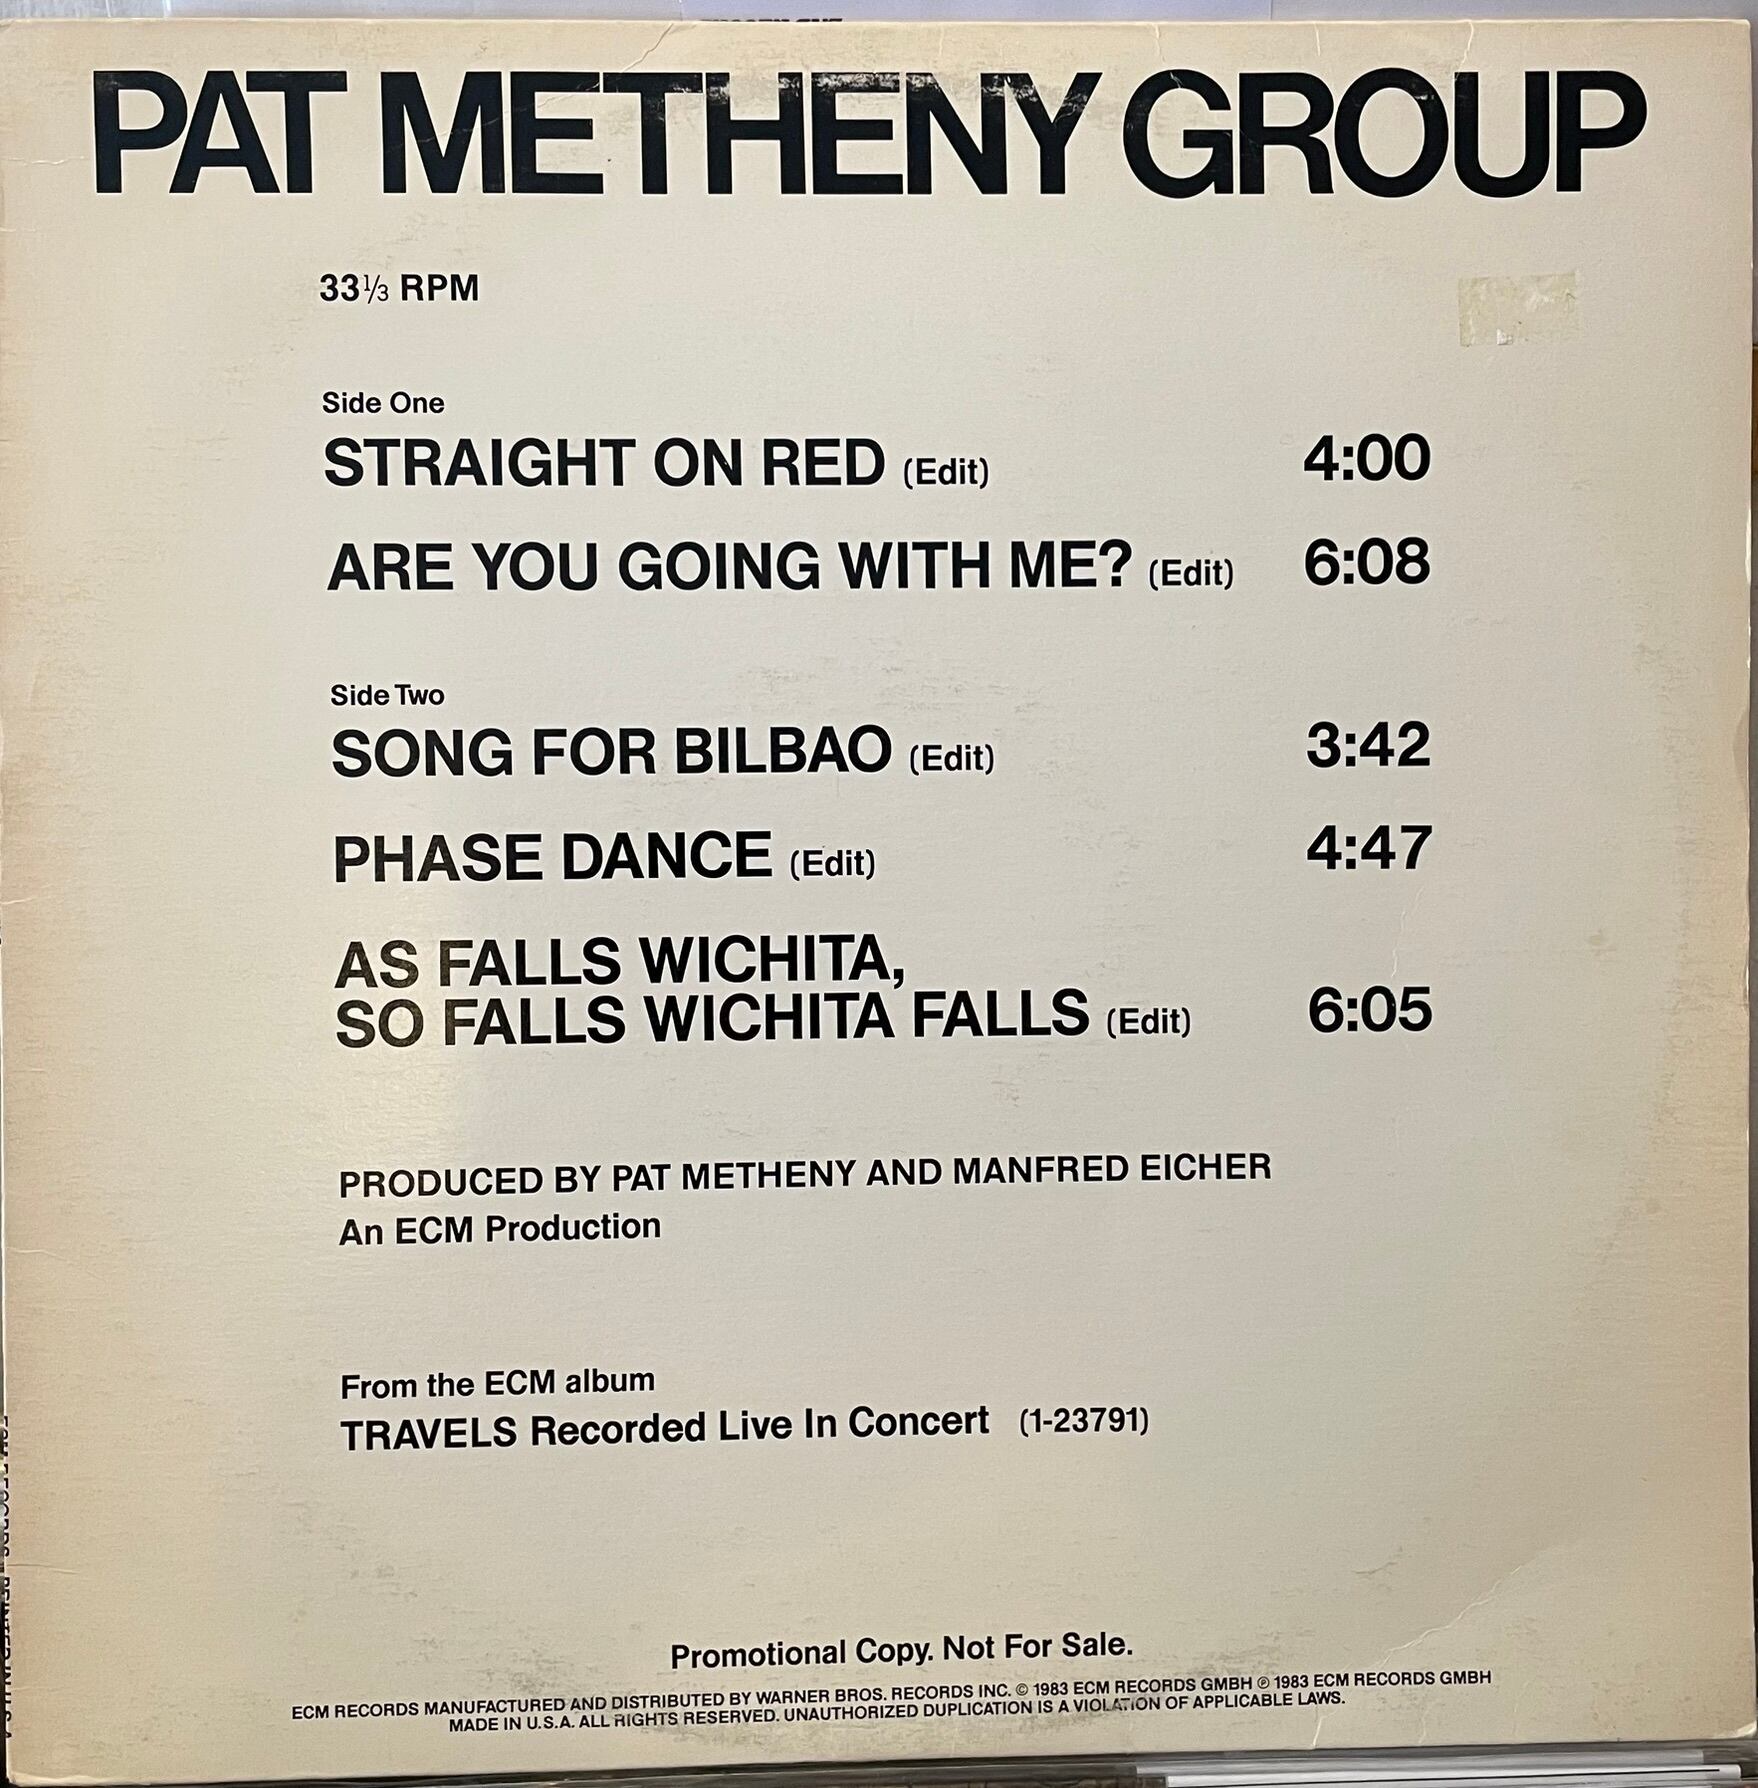 PAT METHENY GROUP
33⅓ RPM
Side One
STRAIGHT ON RED (Edit) 4:00
ARE YOU GOING WITH ME? (Edit) 6:08
Side Two
SONG FOR BILBAO (Edit) 3:42
PHASE DANCE (Edit) 4:47
AS FALLS WICHITA,
SO FALLS WICHITA FALLS (Edit) 6:05
PRODUCED BY PAT METHENY AND MANFRED EICHER
An ECM Production
From the ECM album
TRAVELS Recorded Live In Concert (1-23791)
Promotional Copy. Not For Sale.
ECM RECORDS MANUFACTURED AND DISTRIBUTED BY WARNER BROS. RECORDS INC. © 1983 ECM RECORDS GMBH ℗ 1983 ECM RECORDS GMBH
MADE IN U.S.A. ALL RIGHTS RESERVED. UNAUTHORIZED DUPLICATION IS A VIOLATION OF APPLICABLE LAWS.